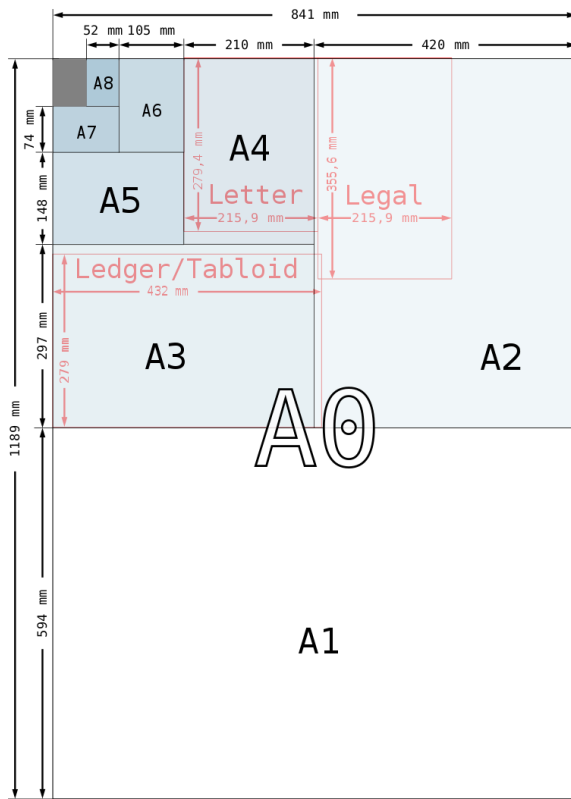 841 mm
52 mm 105 mm 210 mm 420 mm
A8
A6
A7
A4
74 mm
279,4 mm
355,6 mm
Letter Legal
A5
148 mm
215,9 mm 215,9 mm
Ledger/Tabloid
432 mm
A3
A2
297 mm
279 mm
A0
1189 mm
594 mm
A1